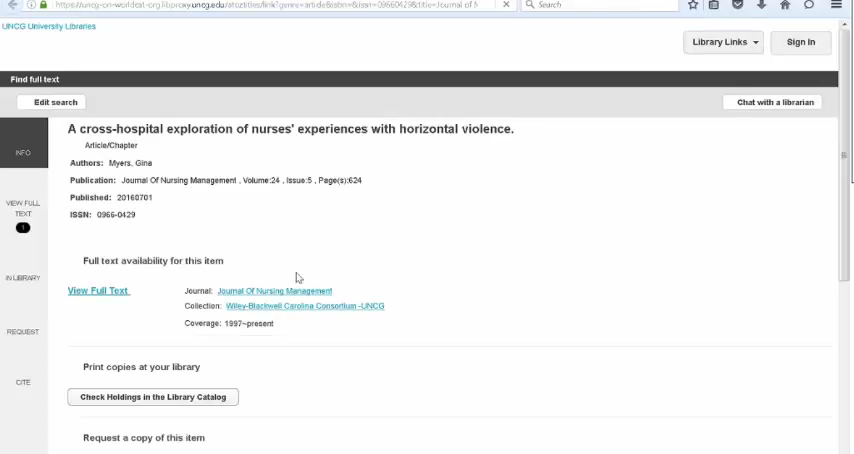 https://uncg-on-worldcat-org.libproxy.uncg.edu/atoztitles/link?genre=article&isbn=&issn=09660429&title=Journal of N
Search
UNCG University Libraries
Library Links
Sign In
Find full text
Edit search
Chat with a librarian
INFO
A cross-hospital exploration of nurses' experiences with horizontal violence.
Article/Chapter
Authors: Myers, Gina
Publication: Journal Of Nursing Management , Volume:24 , Issue:5 , Page(s):624
Published: 20160701
ISSN: 0966-0429
VIEW FULL
TEXT
1
Full text availability for this item
IN LIBRARY
View Full Text
Journal: Journal Of Nursing Management
Collection: Wiley-Blackwell Carolina Consortium -UNCG
Coverage: 1997~present
REQUEST
Print copies at your library
CITE
Check Holdings in the Library Catalog
Request a copy of this item